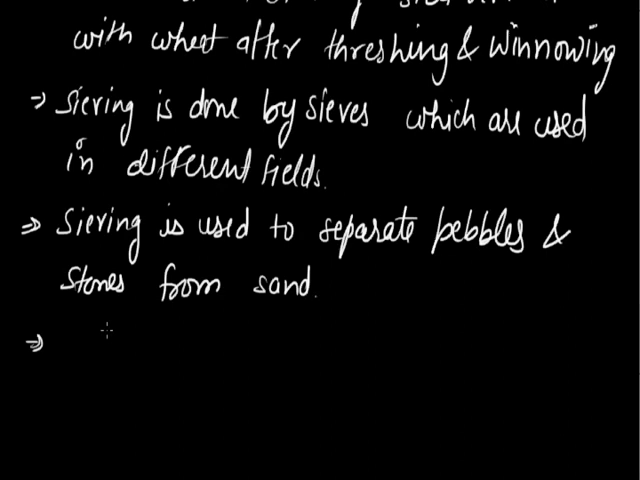 with wheat after threshing & winnowing
→ Sieving is done by sieves which are used
in different fields.
⇒ Sieving is used to separate pebbles &
stones from sand.
⇒